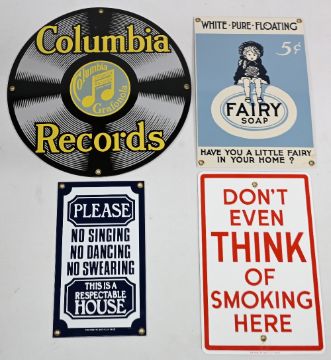 Columbia
Columbia
Grafonola
Records
WHITE·PURE·FLOATING
5¢
FAIRY
SOAP
HAVE YOU A LITTLE FAIRY
IN YOUR HOME?
PLEASE
NO SINGING
NO DANCING
NO SWEARING
THIS IS A
RESPECTABLE
HOUSE
DON'T
EVEN
THINK
OF
SMOKING
HERE